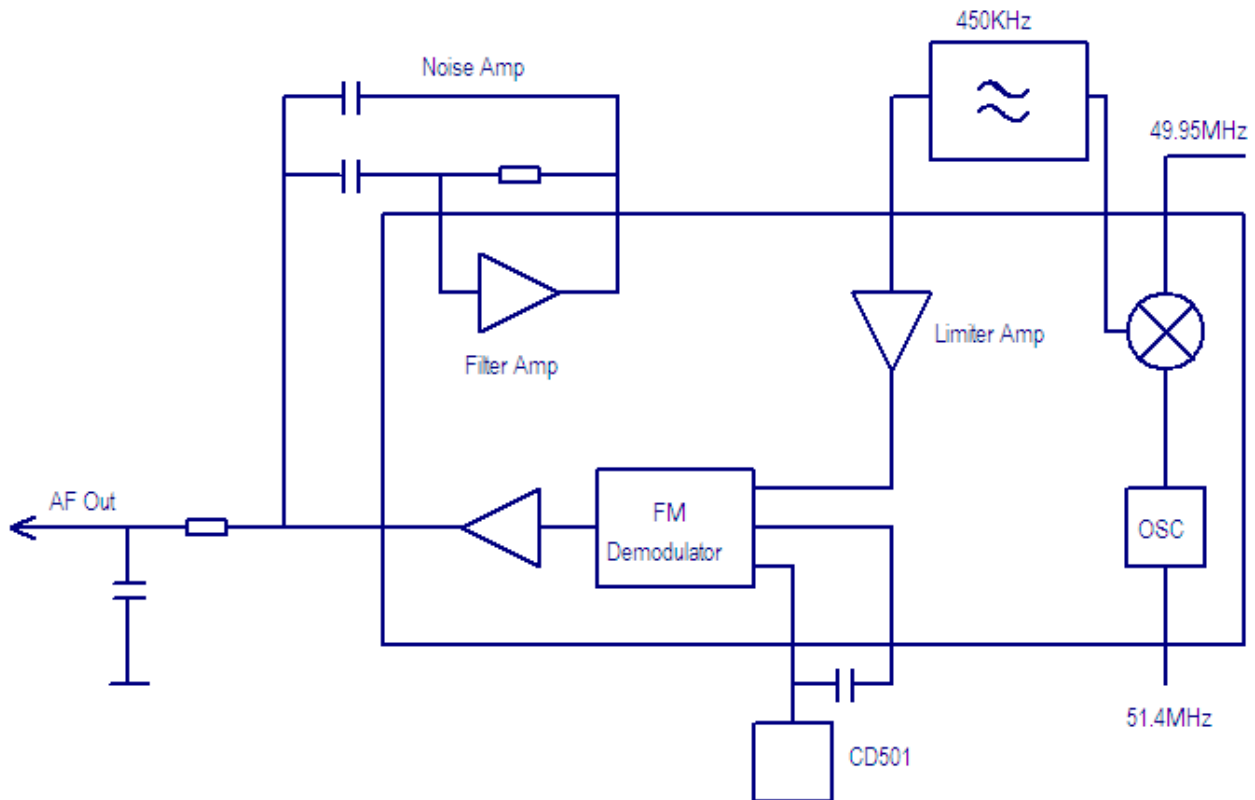 450KHz
Noise Amp
49.95MHz
Limiter Amp
Filter Amp
AF Out
FM
Demodulator
OSC
51.4MHz
CD501